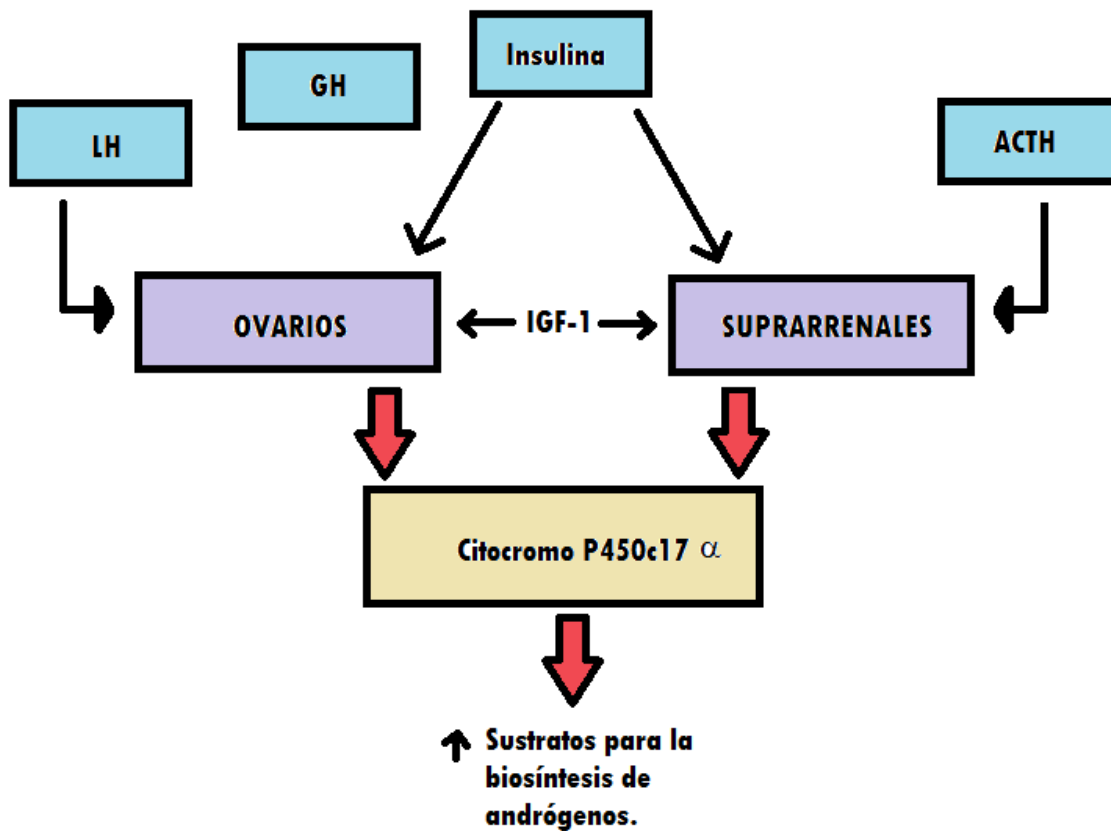 Insulina
GH
LH
ACTH
OVARIOS
IGF-1
SUPRARRENALES
Citocromo P450c17 α
↑ Sustratos para la
biosíntesis de
andrógenos.